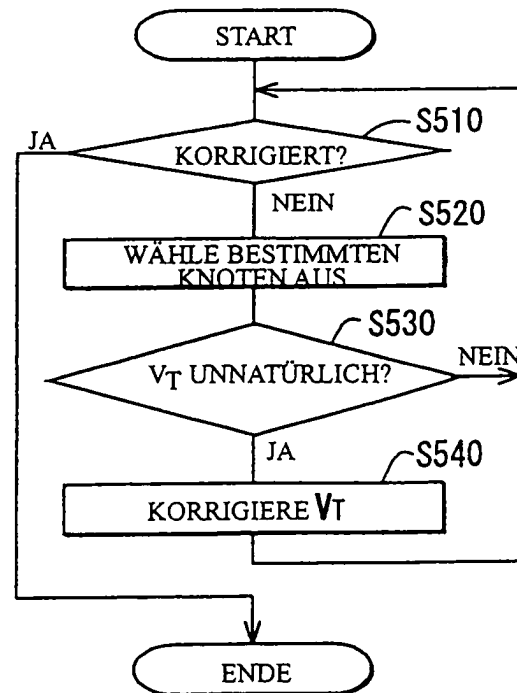 START
S510
JA
KORRIGIERT?
NEIN
S520
WÄHLE BESTIMMTEN
KNOTEN AUS
S530
NEIN
VT UNNATÜRLICH?
JA
S540
KORRIGIERE VT
ENDE